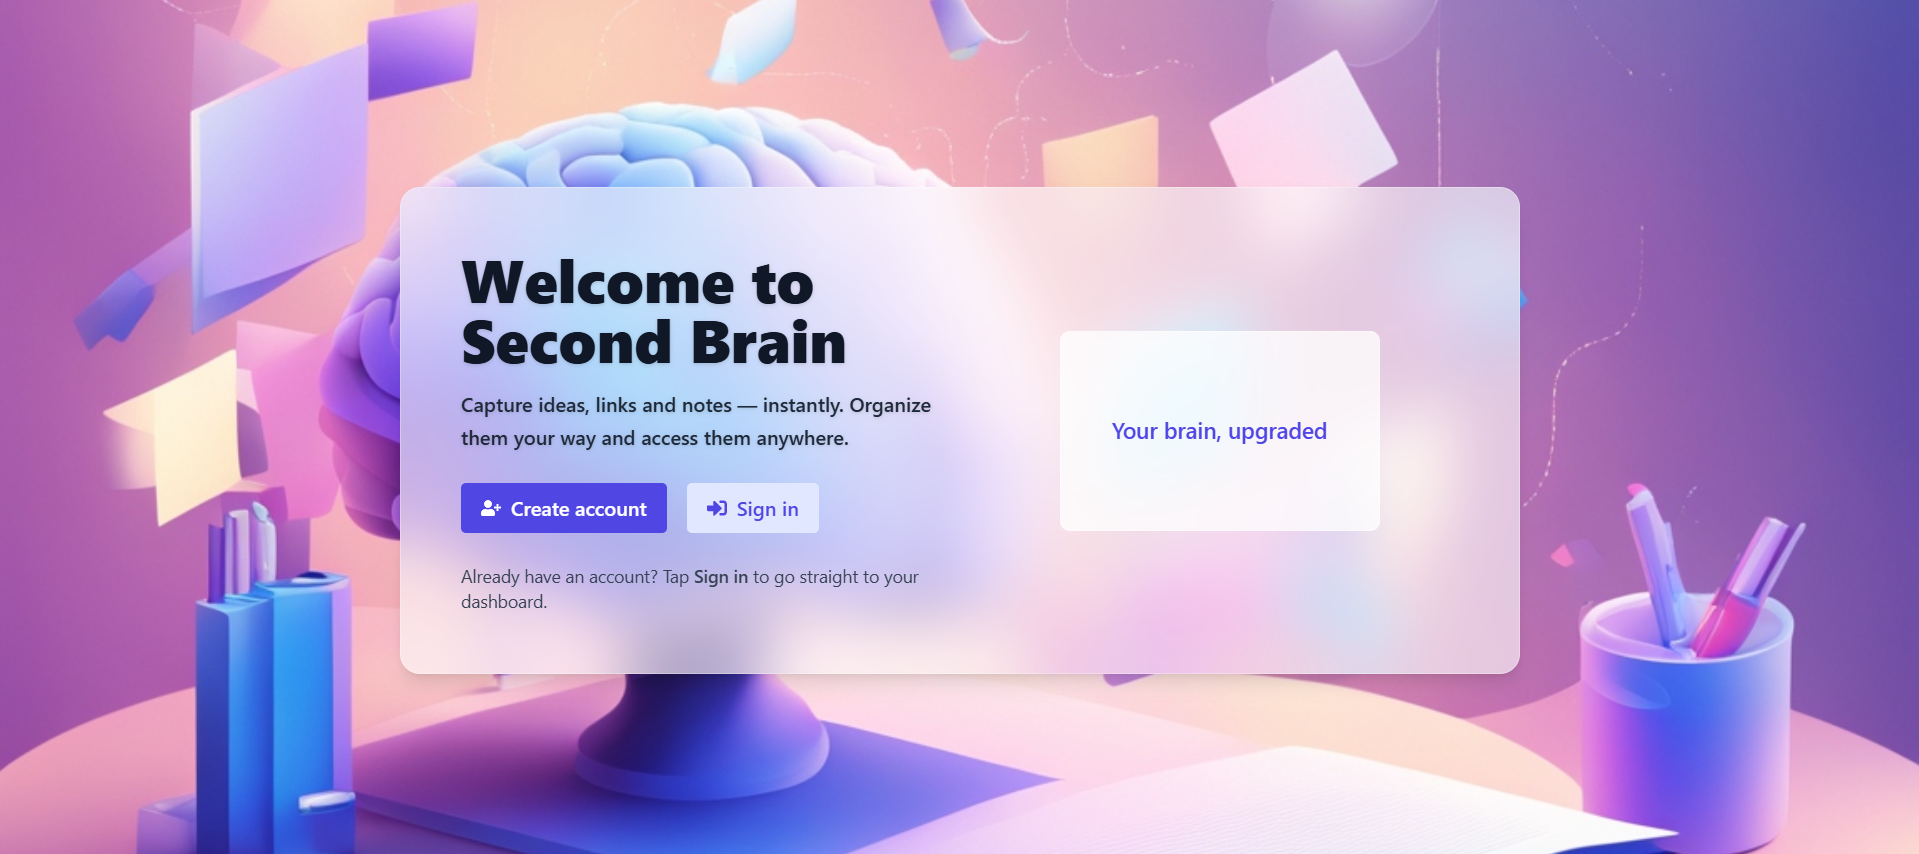 Welcome to
Second Brain
Capture ideas, links and notes — instantly. Organize
them your way and access them anywhere.
Create account
Sign in
Already have an account? Tap Sign in to go straight to your
dashboard.
Your brain, upgraded